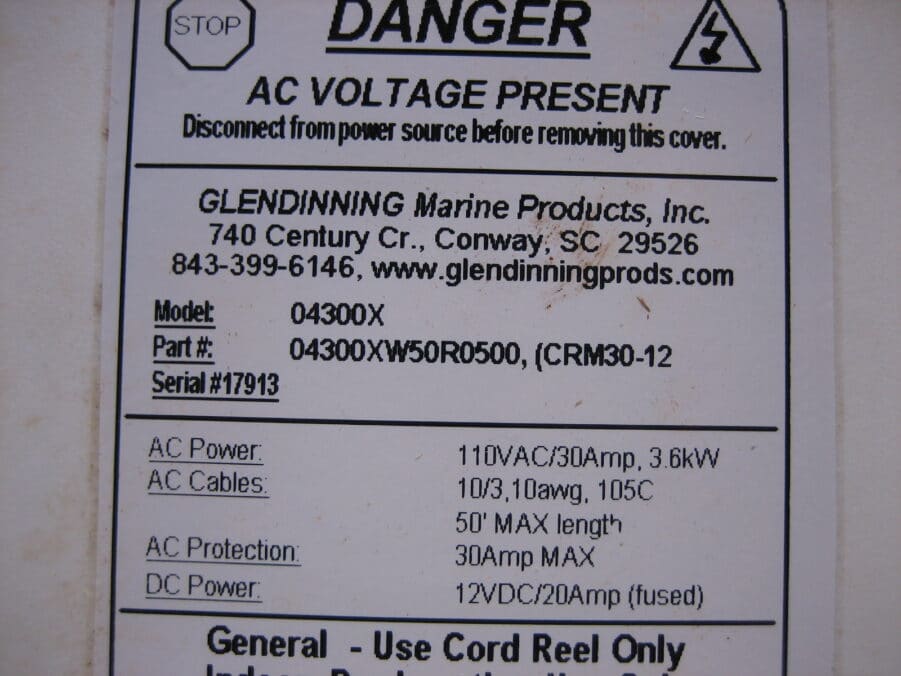 STOP
DANGER
AC VOLTAGE PRESENT
Disconnect from power source before removing this cover.
GLENDINNING Marine Products, Inc.
740 Century Cr., Conway, SC 29526
843-399-6146, www.glendinningprods.com
Model: 04300X
Part #: 04300XW50R0500, (CRM30-12
Serial #17913
AC Power: 110VAC/30Amp, 3.6kW
AC Cables: 10/3,10awg, 105C
50' MAX length
AC Protection: 30Amp MAX
DC Power: 12VDC/20Amp (fused)
General - Use Cord Reel Only